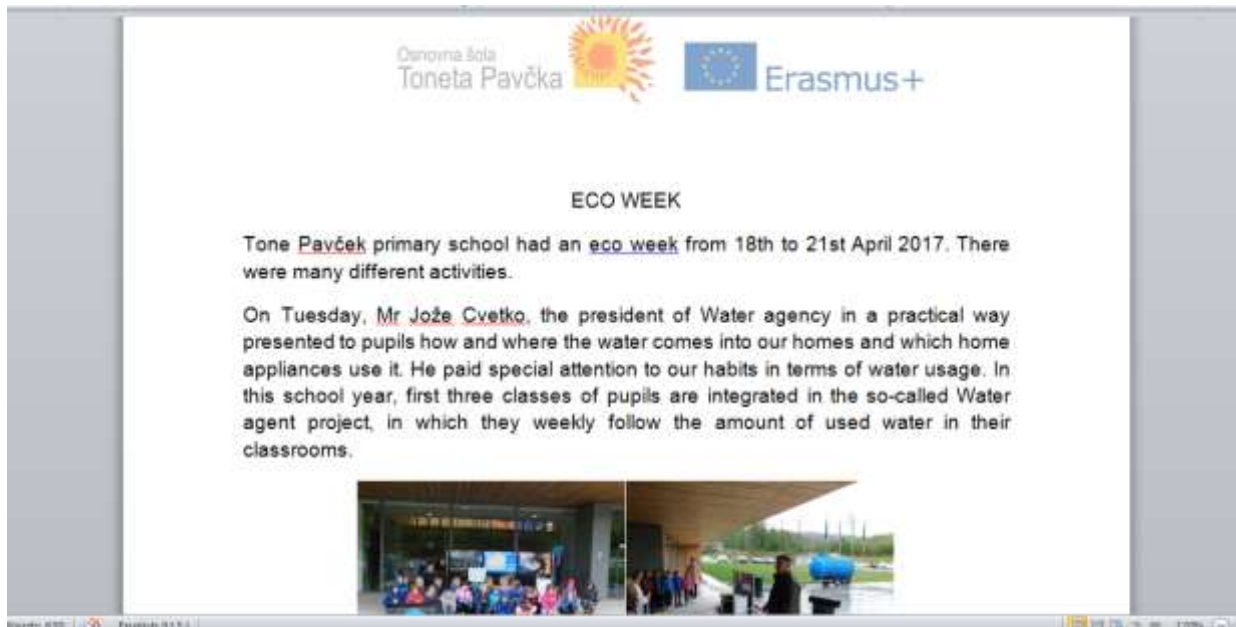 Osnovna šola
Toneta Pavčka
Erasmus+
ECO WEEK
Tone Pavček primary school had an eco week from 18th to 21st April 2017. There
were many different activities.
On Tuesday, Mr Jože Cvetko, the president of Water agency in a practical way
presented to pupils how and where the water comes into our homes and which home
appliances use it. He paid special attention to our habits in terms of water usage. In
this school year, first three classes of pupils are integrated in the so-called Water
agent project, in which they weekly follow the amount of used water in their
classrooms.